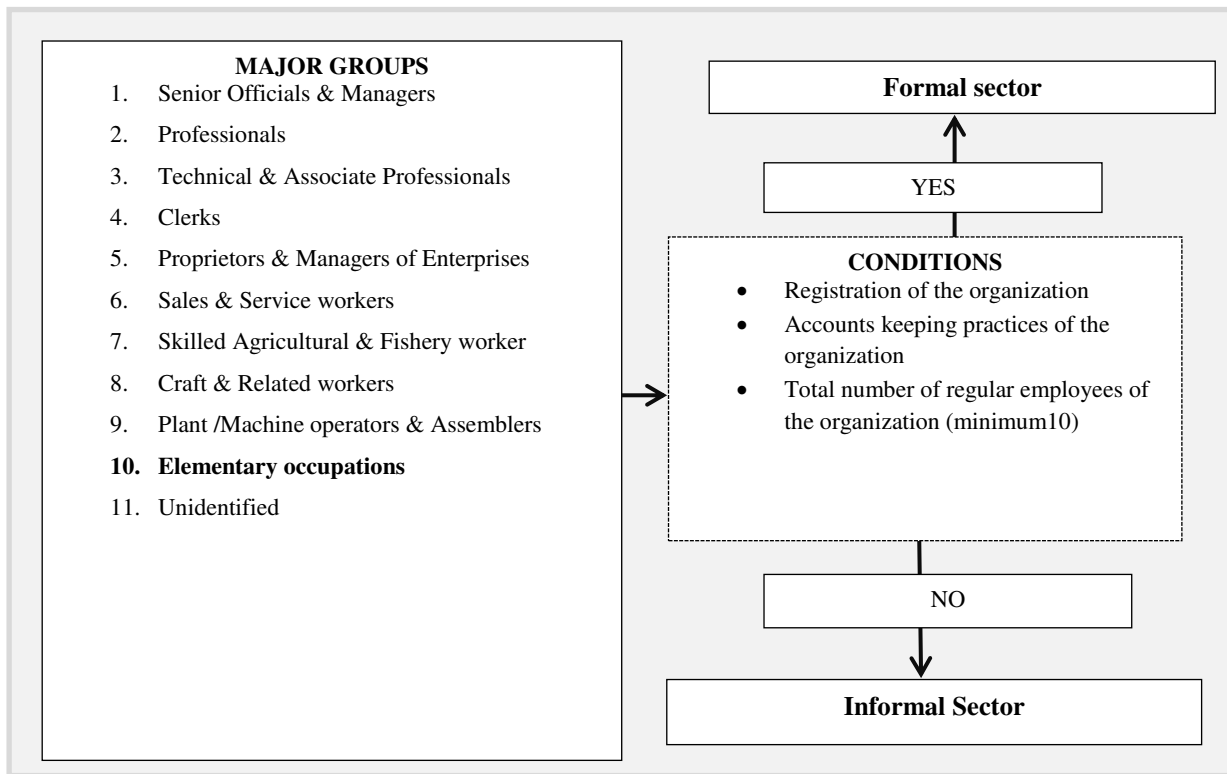 MAJOR GROUPS
1. Senior Officials & Managers
2. Professionals
3. Technical & Associate Professionals
4. Clerks
5. Proprietors & Managers of Enterprises
6. Sales & Service workers
7. Skilled Agricultural & Fishery worker
8. Craft & Related workers
9. Plant /Machine operators & Assemblers
10. Elementary occupations
11. Unidentified
Formal sector
YES
CONDITIONS
• Registration of the organization
• Accounts keeping practices of the
organization
• Total number of regular employees of
the organization (minimum10)
NO
Informal Sector